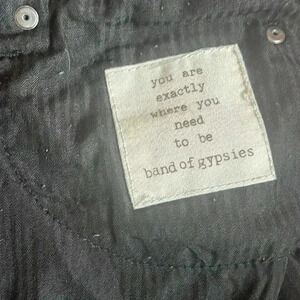 you are
exactly
where you
need
to be
band of gypsies